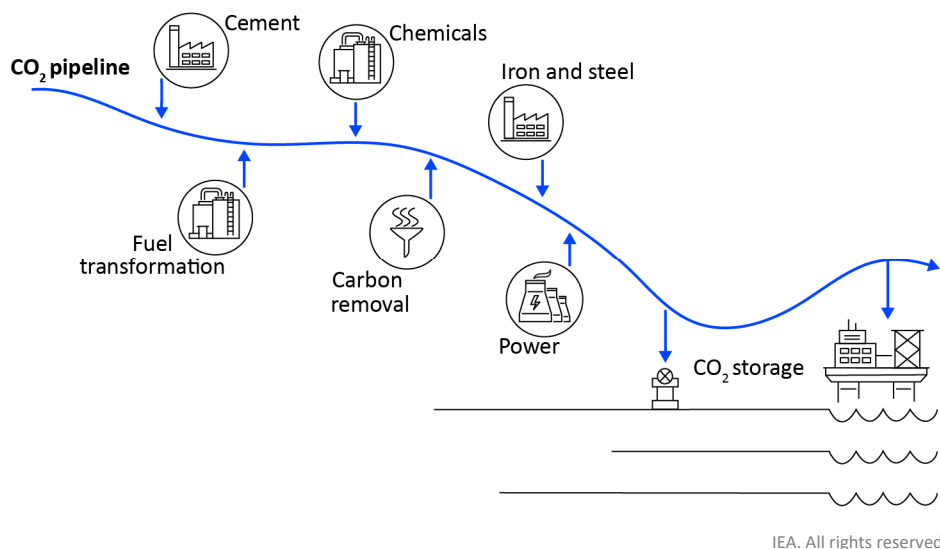 Cement
Chemicals
CO₂ pipeline
Iron and steel
Fuel
transformation
Carbon
removal
Power
CO₂ storage
IEA. All rights reserved